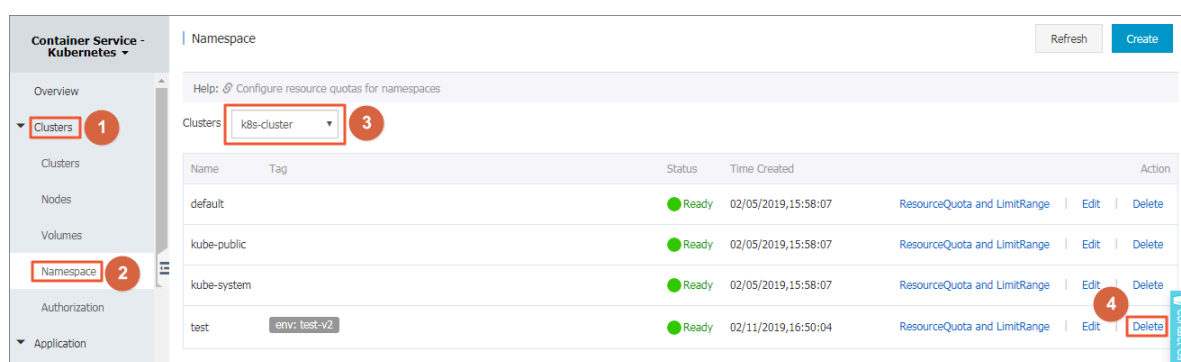 Container Service -
Kubernetes
Overview
Clusters
1
Clusters
Nodes
Volumes
Namespace
2
Authorization
Application
Namespace
Refresh
Create
Help: Configure resource quotas for namespaces
Clusters
k8s-cluster
3
Name Tag Status Time Created Action
default Ready 02/05/2019,15:58:07 ResourceQuota and LimitRange | Edit | Delete
kube-public Ready 02/05/2019,15:58:07 ResourceQuota and LimitRange | Edit | Delete
kube-system Ready 02/05/2019,15:58:07 ResourceQuota and LimitRange | Edit | Delete
4
test env: test-v2 Ready 02/11/2019,16:50:04 ResourceQuota and LimitRange | Edit | Delete